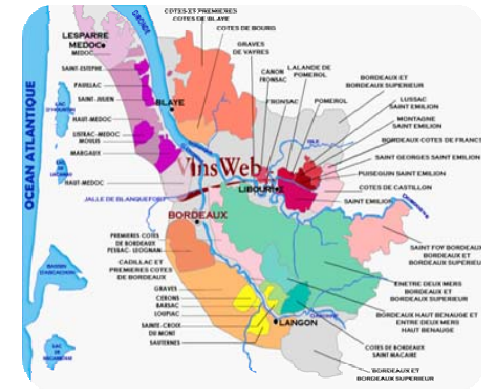 COTES ET PREMIERES
COTES DE BLAYE
COTES DE BOURG
GRAVES
DE VAYRES
CANON
FRONSAC
LALANDE DE
POMEROL
FRONSAC
POMEROL
BORDEAUX ET
BORDEAUX SUPERIEUR
LUSSAC
SAINT EMILION
MONTAGNE
SAINT EMILION
BORDEAUX-COTES DE FRANCS
SAINT GEORGES SAINT EMILION
PUISEGUIN SAINT EMILION
COTES DE CASTILLON
SAINT EMILION
SAINT FOY BORDEAUX
BORDEAUX ET
BORDEAUX SUPERIEUR
ENETRE DEUX MERS
BORDEAUX ET
BORDEAUX SUPERIEUR
BORDEAUX HAUT BENAUGE ET
ENTRE DEUX MERS
HAUT BENAUGE
COTES DE BORDEAUX
SAINT MACAIRE
BORDEAUX ET
BORDEAUX SUPERIEUR
GIRONDE
LESPARRE
MEDOC
MEDOC
SAINT-ESTEPHE
PAUILLAC
SAINT-JULIEN
HAUT-MEDOC
LISTRAC-MEDOC
MOULIS
MARGAUX
HAUT-MEDOC
JALLE DE BLANQUEFORT
BLAYE
VinsWeb
LIBOURNE
ISLE
BORDEAUX
PREMIERES COTES
DE BORDEAUX
PESSAC-LEOGNAN
CADILLAC ET
PREMIERES COTES
DE BORDEAUX
GRAVES
CERONS
BARSAC
LOUPIAC
SAINTE-CROIX
DU MONT
SAUTERNES
LANGON
OCEAN ATLANTIQUE
BASSIN
D'ARCACHON